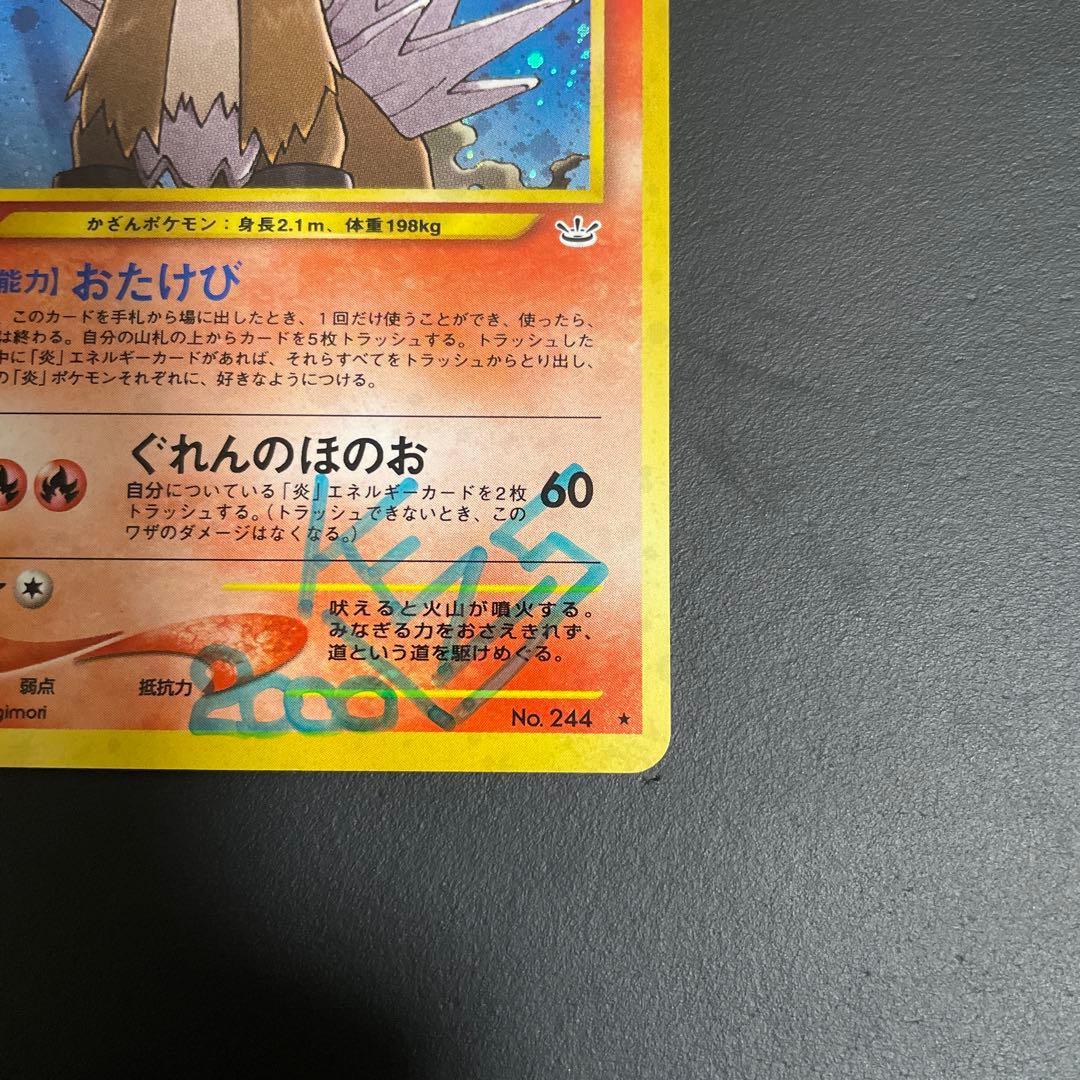 かざんポケモン：身長2.1m、体重198kg
能力】おたけび
、このカードを手札から場に出したとき、1回だけ使うことができ、使ったら、
は終わる。自分の山札の上からカードを5枚トラッシュする。トラッシュした
中に「炎」エネルギーカードがあれば、それらすべてをトラッシュからとり出し、
の「炎」ポケモンそれぞれに、好きなようにつける。
ぐれんのほのお 60
自分についている「炎」エネルギーカードを2枚
トラッシュする。（トラッシュできないとき、この
ワザのダメージはなくなる。）
吠えると火山が噴火する。
みなぎる力をおさえきれず、
道という道を駆けめぐる。
弱点 抵抗力
2000
gimori
No. 244 ★